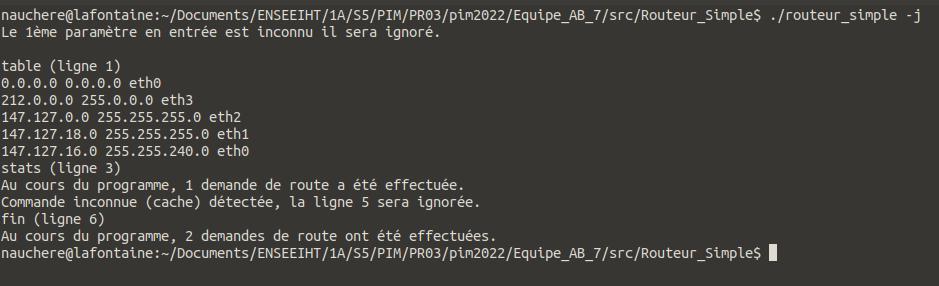 nauchere@lafontaine:~/Documents/ENSEEIHT/1A/S5/PIM/PR03/pim2022/Equipe_AB_7/src/Routeur_Simple$ ./routeur_simple -j
Le 1ème paramètre en entrée est inconnu il sera ignoré.
table (ligne 1)
0.0.0.0 0.0.0.0 eth0
212.0.0.0 255.0.0.0 eth3
147.127.0.0 255.255.255.0 eth2
147.127.18.0 255.255.255.0 eth1
147.127.16.0 255.255.240.0 eth0
stats (ligne 3)
Au cours du programme, 1 demande de route a été effectuée.
Commande inconnue (cache) détectée, la ligne 5 sera ignorée.
fin (ligne 6)
Au cours du programme, 2 demandes de route ont été effectuées.
nauchere@lafontaine:~/Documents/ENSEEIHT/1A/S5/PIM/PR03/pim2022/Equipe_AB_7/src/Routeur_Simple$